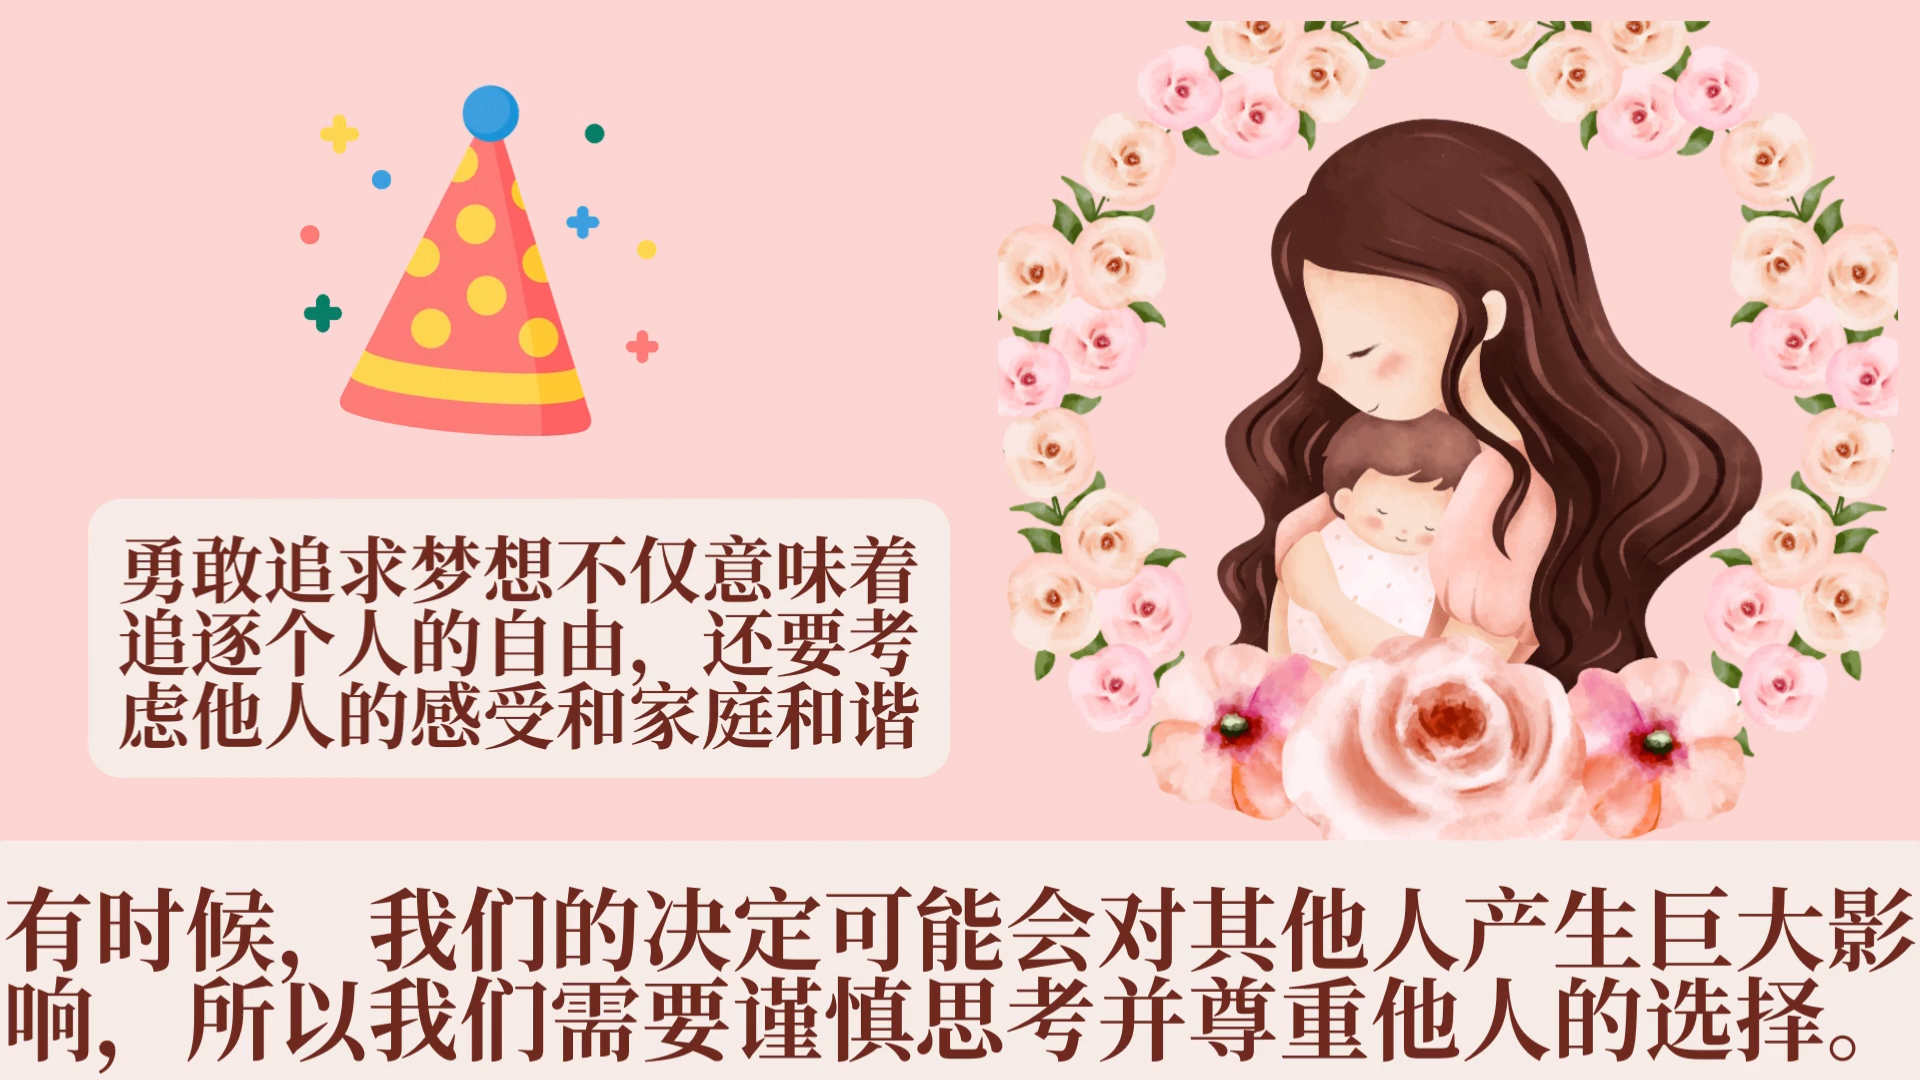 勇敢追求梦想不仅意味着
追逐个人的自由，还要考
虑他人的感受和家庭和谐
有时候，我们的决定可能会对其他人产生巨大影
响，所以我们需要谨慎思考并尊重他人的选择。